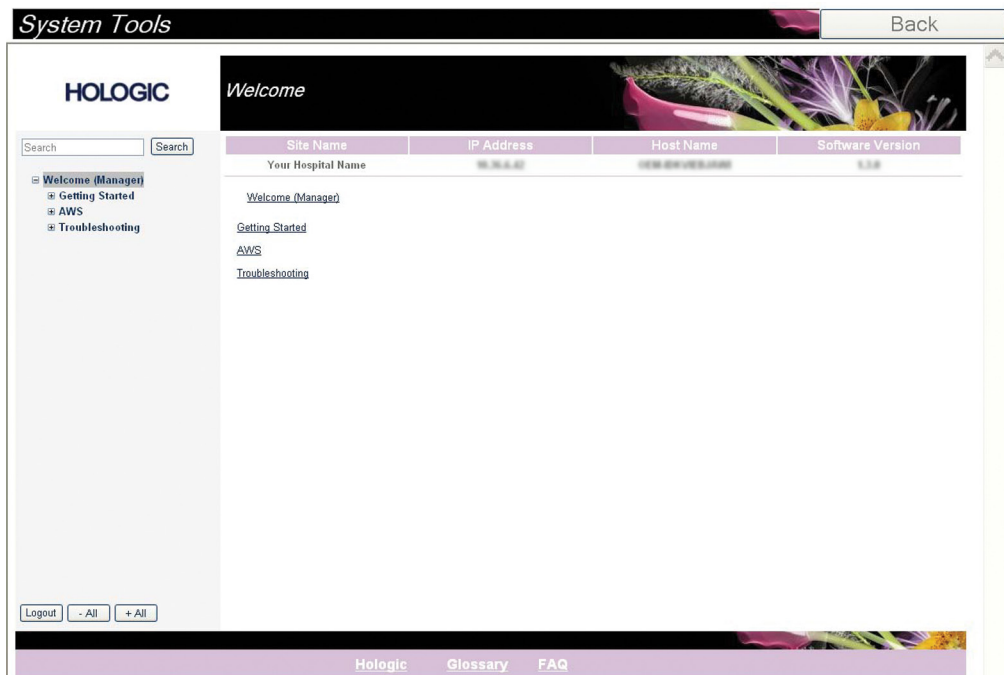 System Tools
Back
HOLOGIC
Welcome
Search
Search
Site Name IP Address Host Name Software Version
Your Hospital Name
Welcome (Manager)
Getting Started
AWS
Troubleshooting
Welcome (Manager)
Getting Started
AWS
Troubleshooting
Logout - All + All
Hologic Glossary FAQ